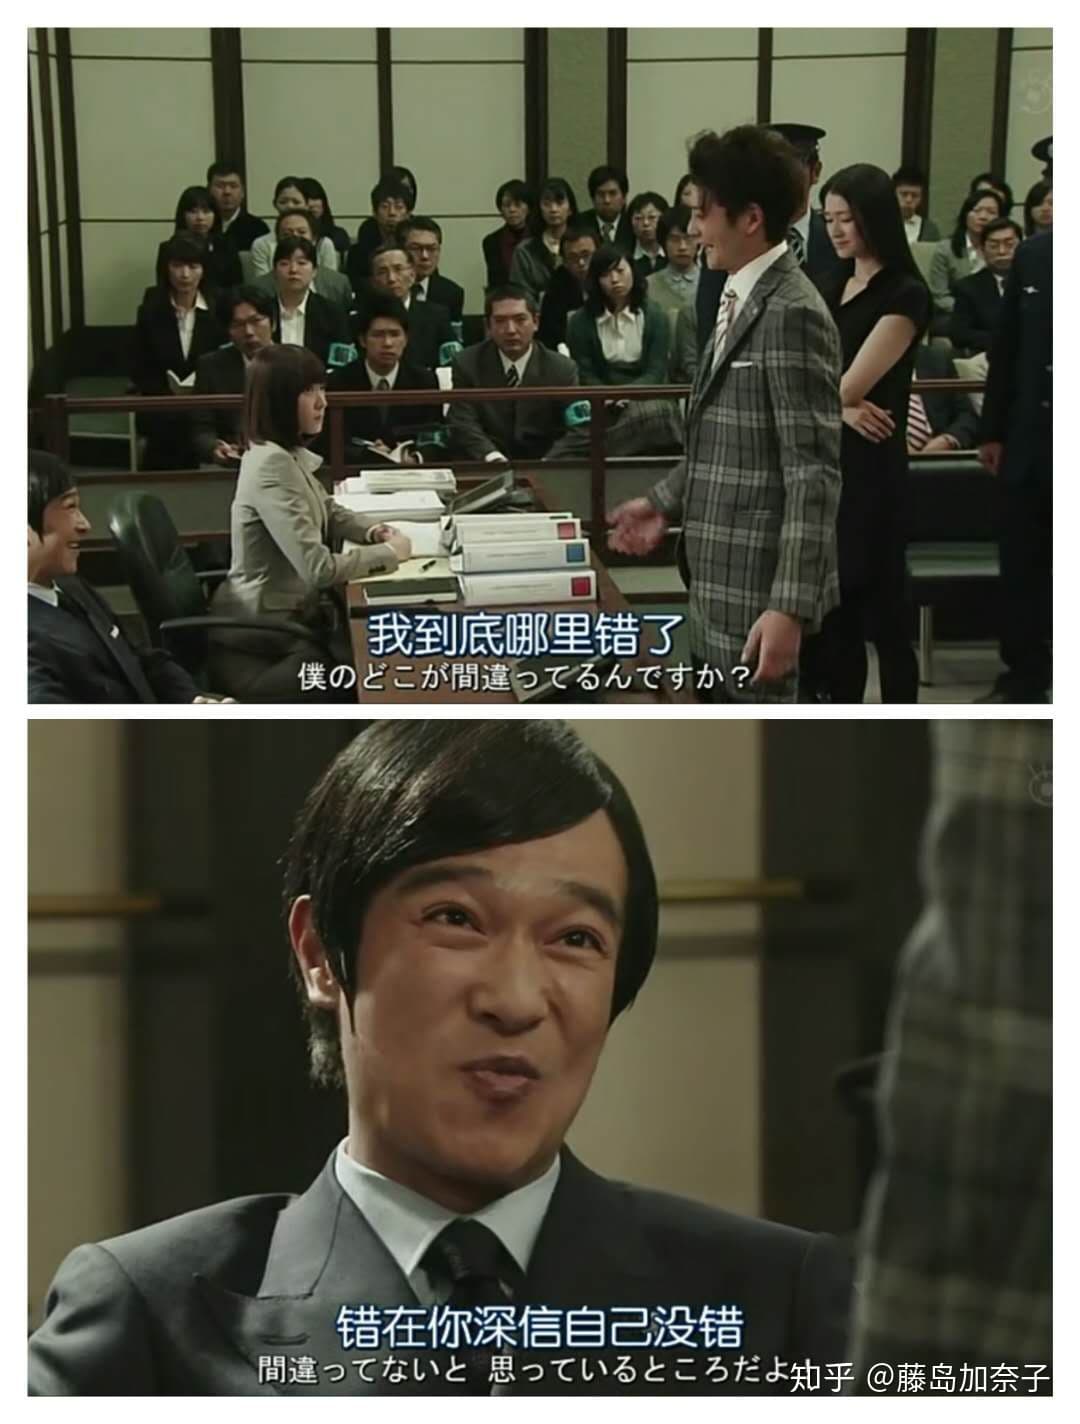 我到底哪里错了
僕のどこが間違ってるんですか？
错在你深信自己没错
間違ってないと 思っているところだよ
知乎 @藤岛加奈子